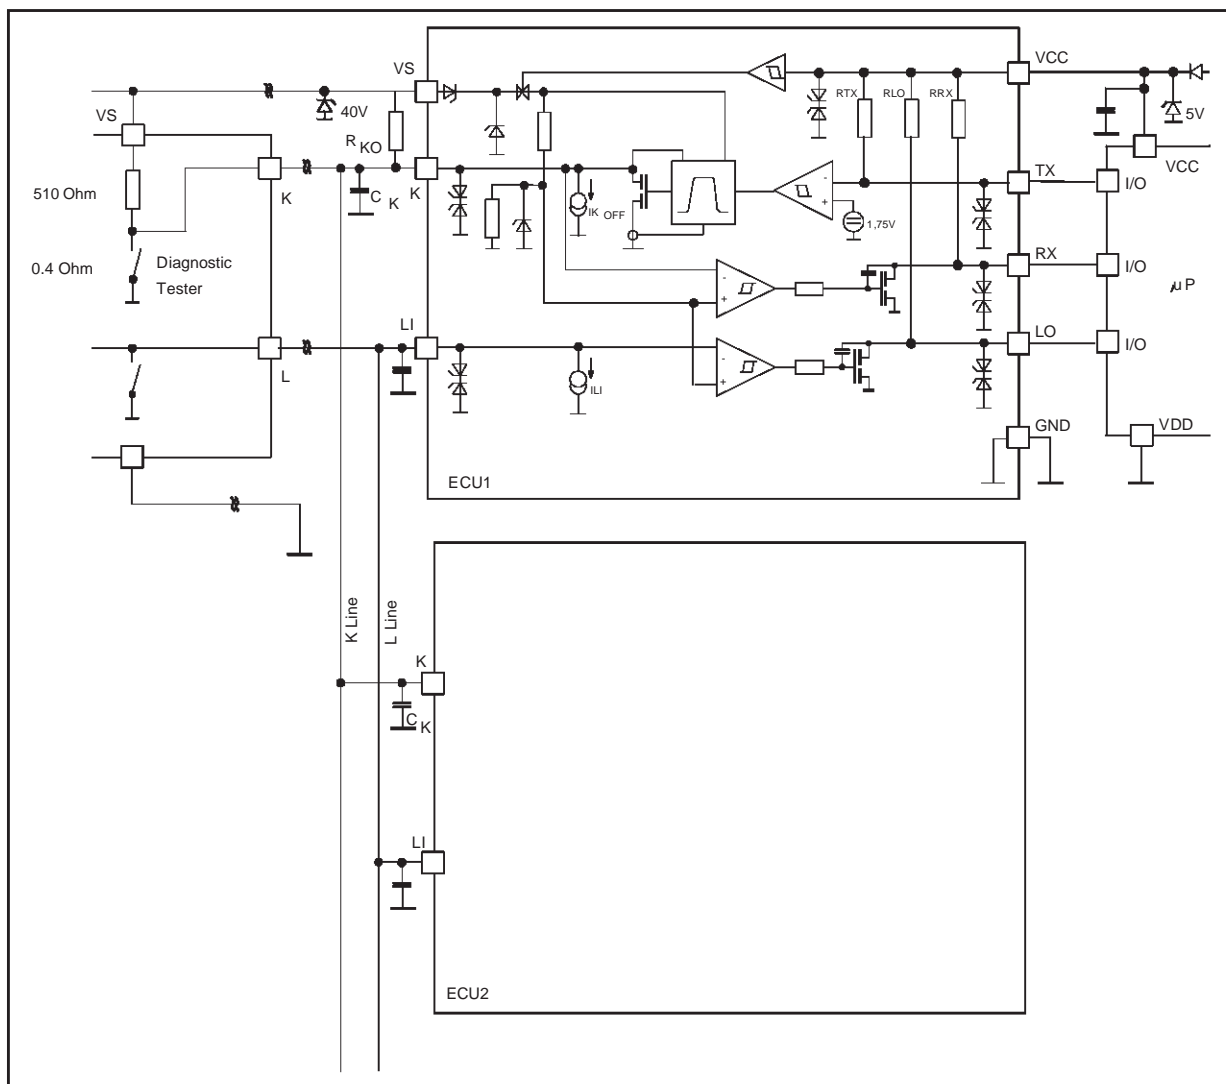 VS
VCC
40V
RTX
RLO
RRX
5V
VS
R KO
K
K
C K
510 Ohm
TX
I/O
VCC
IK OFF
-
+
1,75V
0.4 Ohm
Diagnostic
Tester
RX
I/O
µP
-
+
LI
LO
I/O
L
-
+
ILI
GND
VDD
ECU1
K Line
L Line
K
C K
LI
ECU2